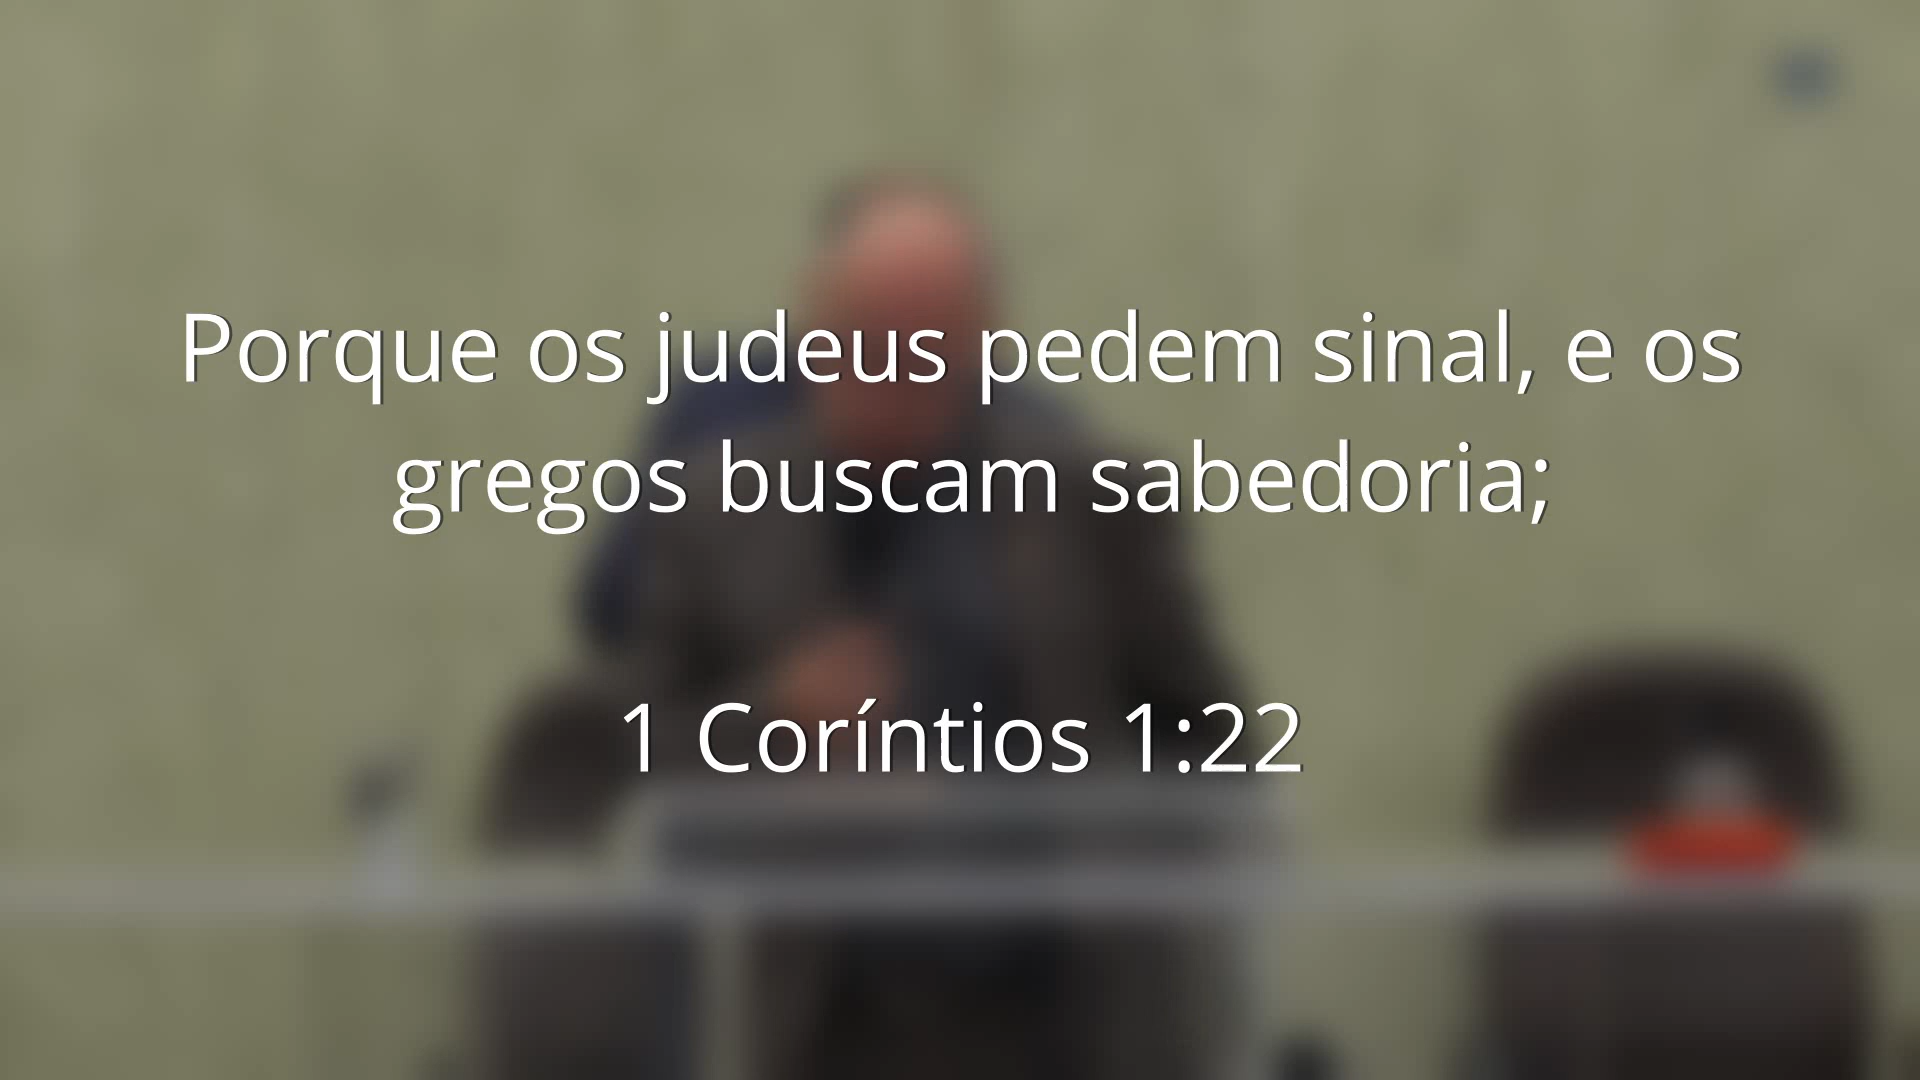 Porque os judeus pedem sinal, e os
gregos buscam sabedoria;
1 Coríntios 1:22